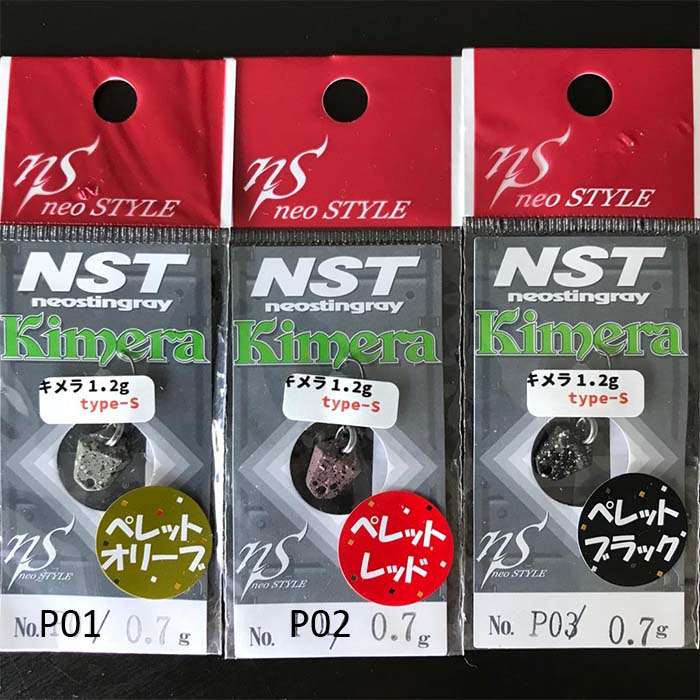 ns
neo STYLE
NST
neostingray
Kimera
キメラ1.2g
type-S
ペレット
オリーブ
ns
neo STYLE
No. P01 0.7g
ns
neo STYLE
NST
neostingray
Kimera
キメラ1.2g
type-S
ペレット
レッド
ns
neo STYLE
No. P02 0.7g
ns
neo STYLE
NST
neostingray
Kimera
キメラ1.2g
type-S
ペレット
ブラック
ns
neo STYLE
No. P03/ 0.7g